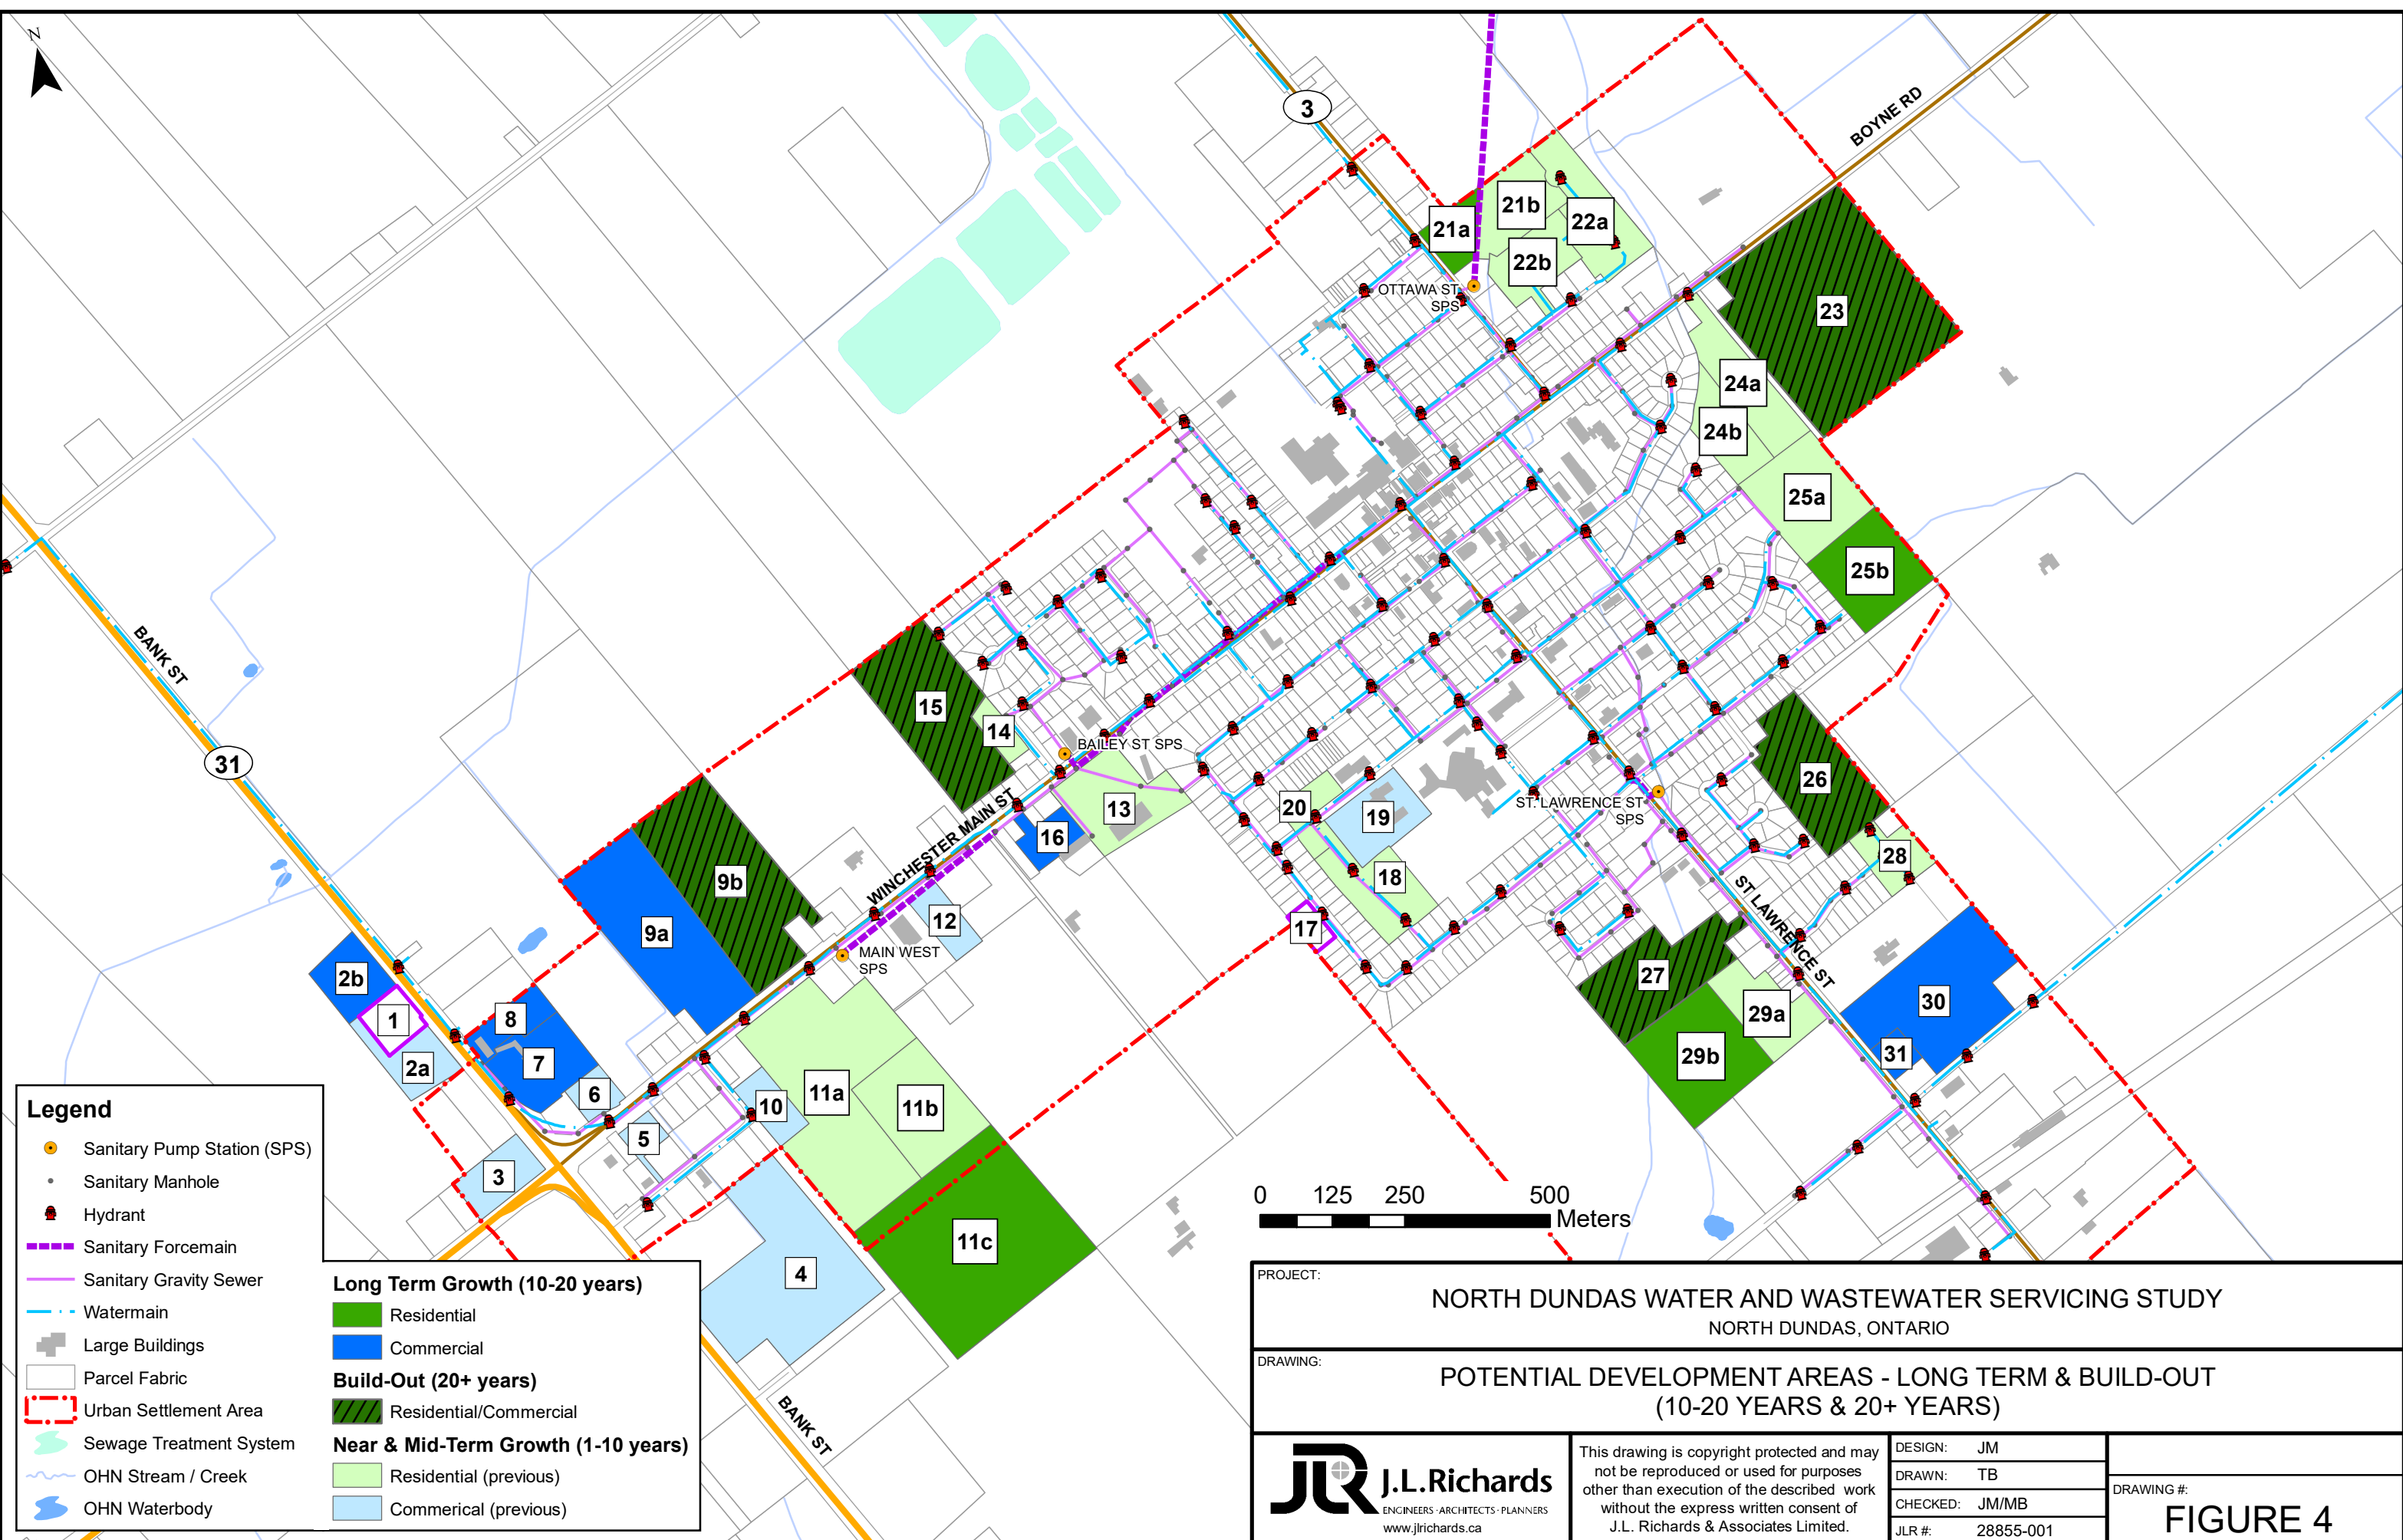 N
3
BOYNE RD
21a
21b
22a
22b
OTTAWA ST
SPS
23
24a
24b
25a
25b
BANK ST
31
15
14
BAILEY ST SPS
13
16
WINCHESTER MAIN ST
9b
9a
12
MAIN WEST
SPS
20
19
18
17
ST. LAWRENCE ST
SPS
26
28
ST LAWRENCE ST
27
29a
29b
30
31
2b
1
2a
8
7
6
5
3
10
11a
11b
11c
4
BANK ST
0 125 250 500
Meters
Legend
Sanitary Pump Station (SPS)
Sanitary Manhole
Hydrant
Sanitary Forcemain
Sanitary Gravity Sewer
Watermain
Large Buildings
Parcel Fabric
Urban Settlement Area
Sewage Treatment System
OHN Stream / Creek
OHN Waterbody
Long Term Growth (10-20 years)
Residential
Commercial
Build-Out (20+ years)
Residential/Commercial
Near & Mid-Term Growth (1-10 years)
Residential (previous)
Commerical (previous)
PROJECT:
NORTH DUNDAS WATER AND WASTEWATER SERVICING STUDY
NORTH DUNDAS, ONTARIO
DRAWING:
POTENTIAL DEVELOPMENT AREAS - LONG TERM & BUILD-OUT
(10-20 YEARS & 20+ YEARS)
JLR J.L.Richards
ENGINEERS · ARCHITECTS · PLANNERS
www.jlrichards.ca
This drawing is copyright protected and may
not be reproduced or used for purposes
other than execution of the described work
without the express written consent of
J.L. Richards & Associates Limited.
DESIGN: JM
DRAWN: TB
CHECKED: JM/MB
JLR #: 28855-001
DRAWING #:
FIGURE 4